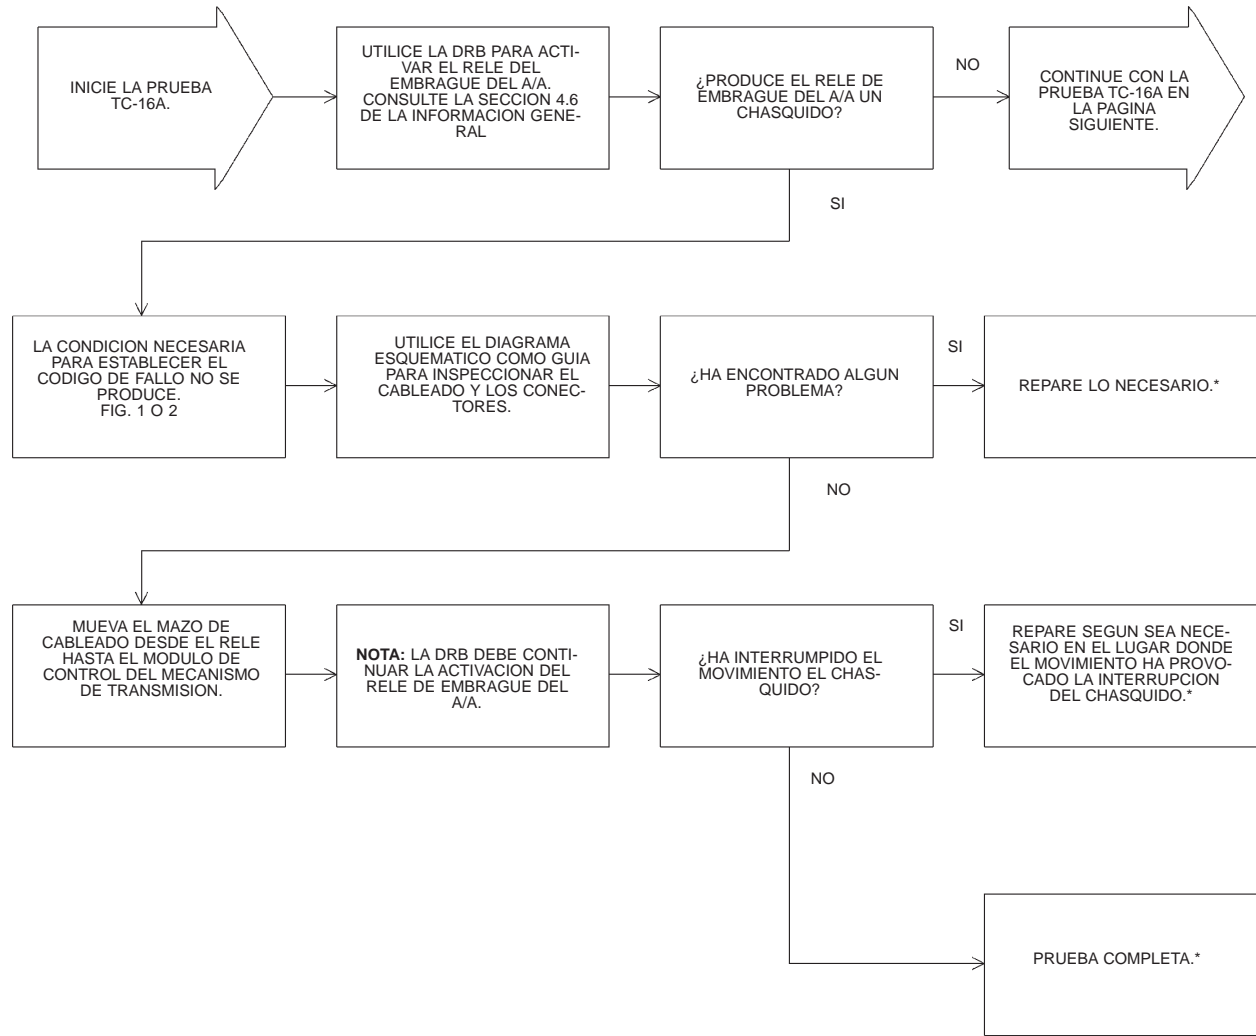 INICIE LA PRUEBA
TC-16A.
UTILICE LA DRB PARA ACTI-
VAR EL RELE DEL
EMBRAGUE DEL A/A.
CONSULTE LA SECCION 4.6
DE LA INFORMACION GENE-
RAL
¿PRODUCE EL RELE DE
EMBRAGUE DEL A/A UN
CHASQUIDO?
NO
CONTINUE CON LA
PRUEBA TC-16A EN
LA PAGINA
SIGUIENTE.
SI
LA CONDICION NECESARIA
PARA ESTABLECER EL
CODIGO DE FALLO NO SE
PRODUCE.
FIG. 1 O 2
UTILICE EL DIAGRAMA
ESQUEMATICO COMO GUIA
PARA INSPECCIONAR EL
CABLEADO Y LOS CONEC-
TORES.
¿HA ENCONTRADO ALGUN
PROBLEMA?
SI
REPARE LO NECESARIO.*
NO
MUEVA EL MAZO DE
CABLEADO DESDE EL RELE
HASTA EL MODULO DE
CONTROL DEL MECANISMO
DE TRANSMISION.
NOTA: LA DRB DEBE CONTI-
NUAR LA ACTIVACION DEL
RELE DE EMBRAGUE DEL
A/A.
¿HA INTERRUMPIDO EL
MOVIMIENTO EL CHAS-
QUIDO?
SI
REPARE SEGUN SEA NECE-
SARIO EN EL LUGAR DONDE
EL MOVIMIENTO HA PROVO-
CADO LA INTERRUPCION
DEL CHASQUIDO.*
NO
PRUEBA COMPLETA.*